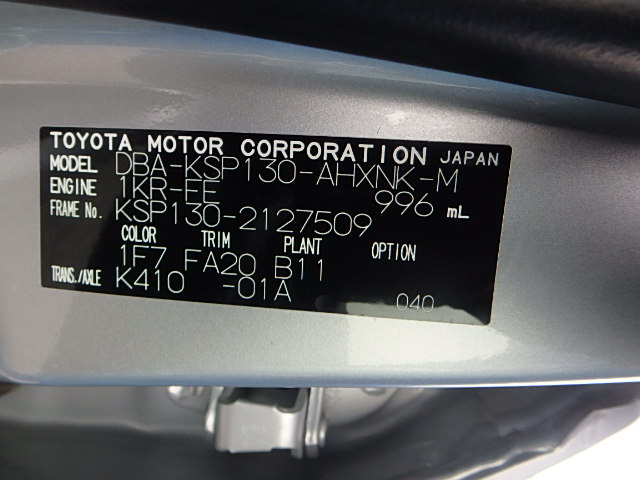 TOYOTA MOTOR CORPORATION JAPAN
MODEL DBA-KSP130-AHXNK-M
ENGINE 1KR-FE 996 mL
FRAME No. KSP130-2127509
COLOR TRIM PLANT OPTION
1F7 FA20 B11
TRANS./AXLE K410 -01A 040